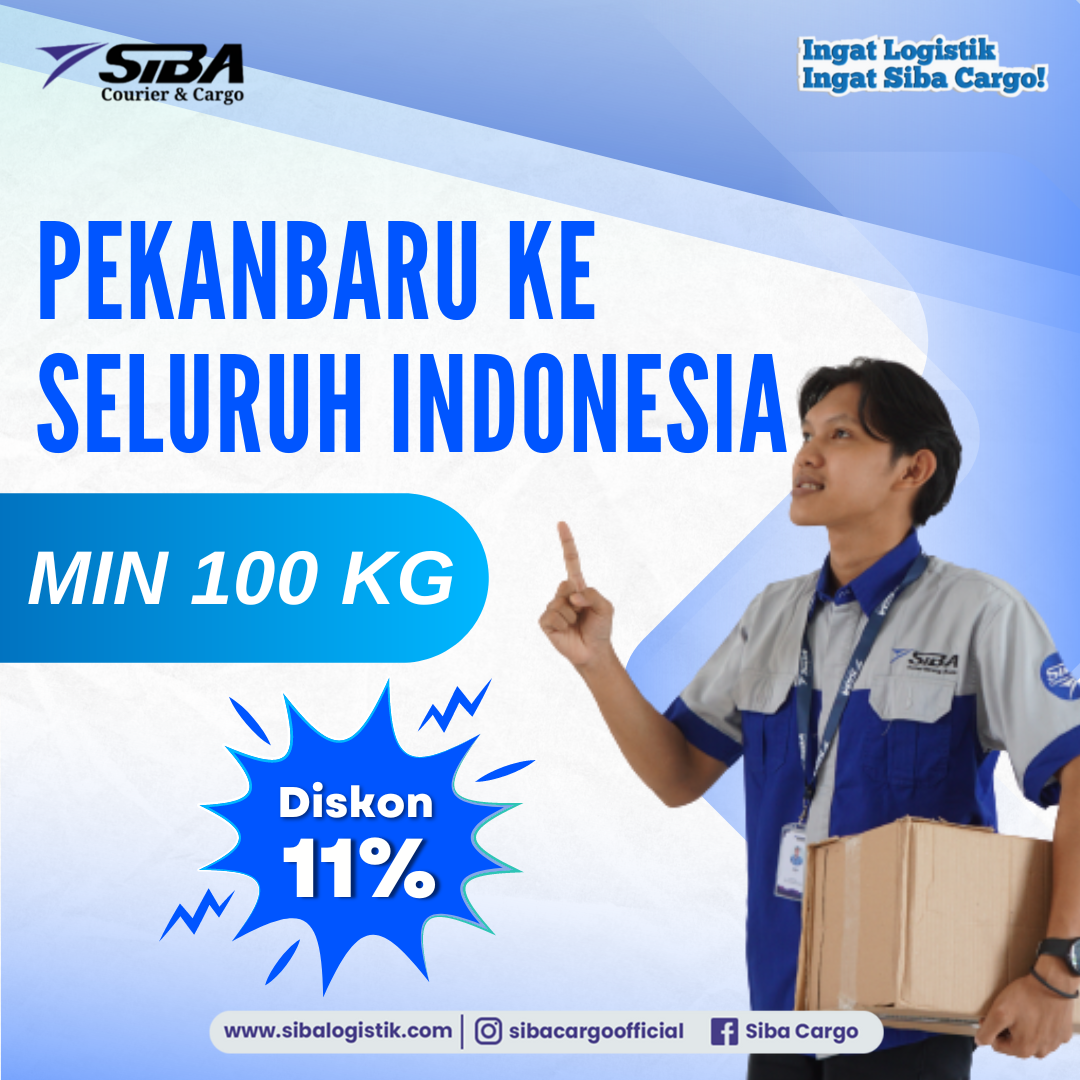 SIBA
Courier & Cargo
Ingat Logistik
Ingat Siba Cargo!
PEKANBARU KE
SELURUH INDONESIA
MIN 100 KG
SIBA
Diskon
11%
www.sibalogistik.com
sibacargoofficial
Siba Cargo